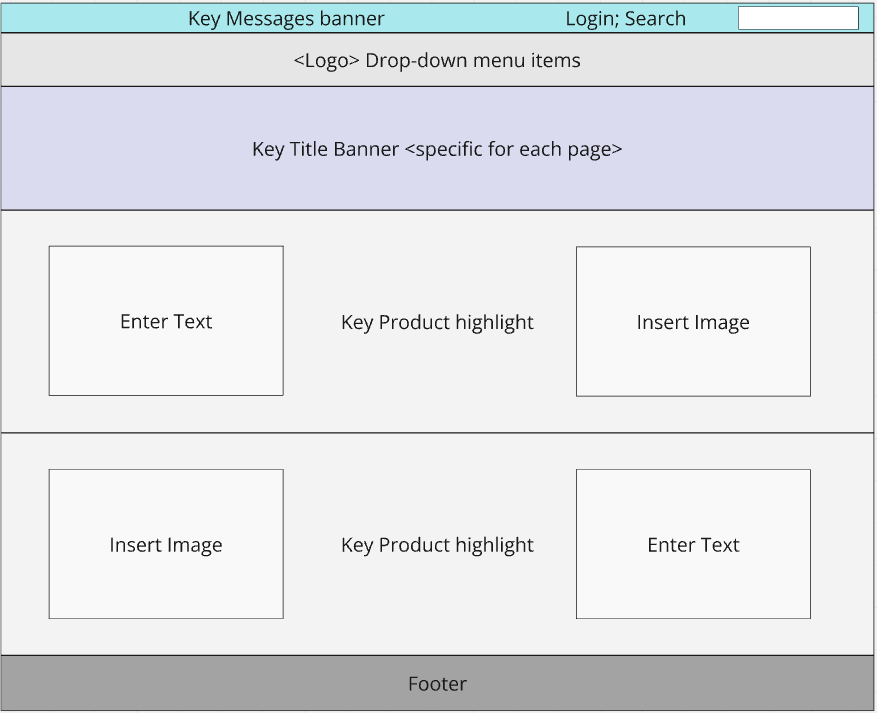 Key Messages banner Login; Search
<Logo> Drop-down menu items
Key Title Banner <specific for each page>
Enter Text Key Product highlight Insert Image
Insert Image Key Product highlight Enter Text
Footer